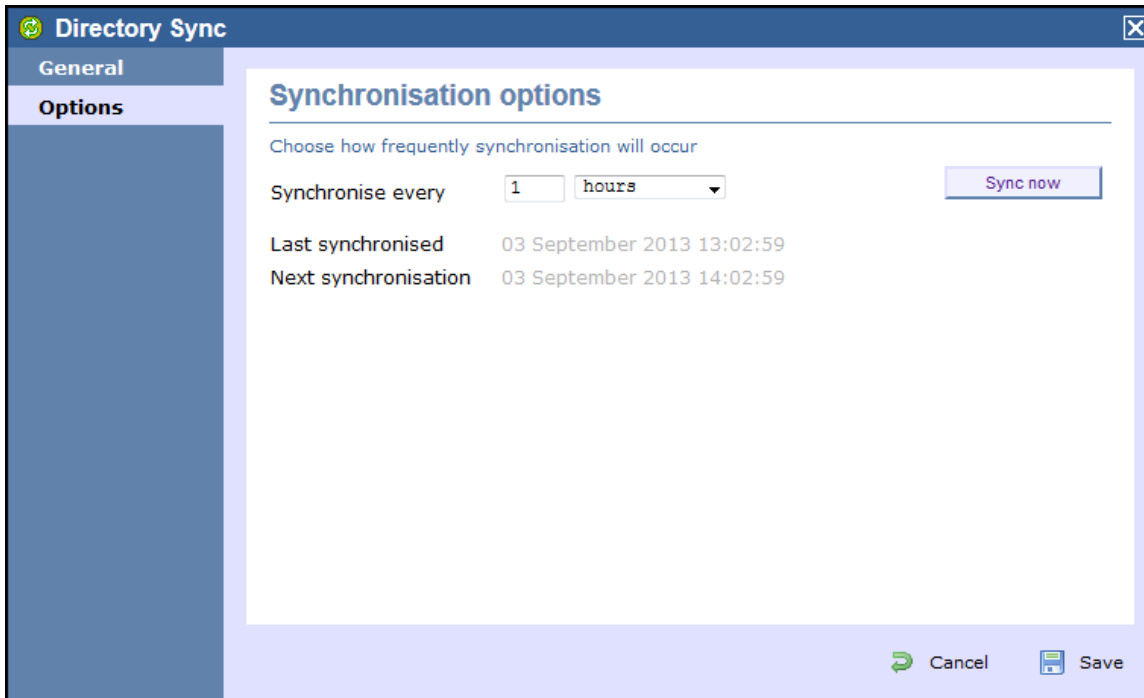 Directory Sync
General
Options
Synchronisation options
Choose how frequently synchronisation will occur
Synchronise every 1 hours Sync now
Last synchronised 03 September 2013 13:02:59
Next synchronisation 03 September 2013 14:02:59
Cancel Save